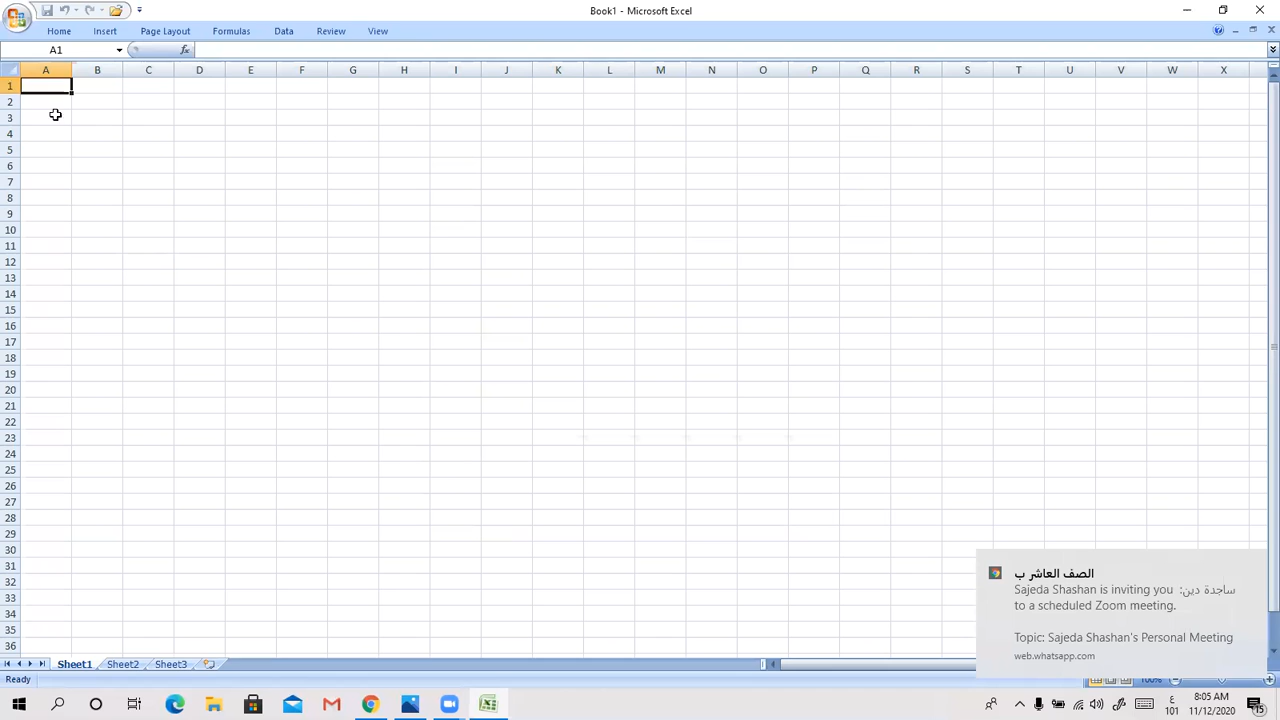 Book1 - Microsoft Excel
Home Insert Page Layout Formulas Data Review View
A1 fx
A B C D E F G H I J K L M N O P Q R S T U V W X
1
2
3
4
5
6
7
8
9
10
11
12
13
14
15
16
17
18
19
20
21
22
23
24
25
26
27
28
29
30
31
32
33
34
35
36
الصف العاشر ب
Sajeda Shashan is inviting you :ساجدة دين
to a scheduled Zoom meeting.
Topic: Sajeda Shashan's Personal Meeting
web.whatsapp.com
Sheet1 Sheet2 Sheet3
Ready 100%
ع 8:05 AM
101 11/12/2020 15